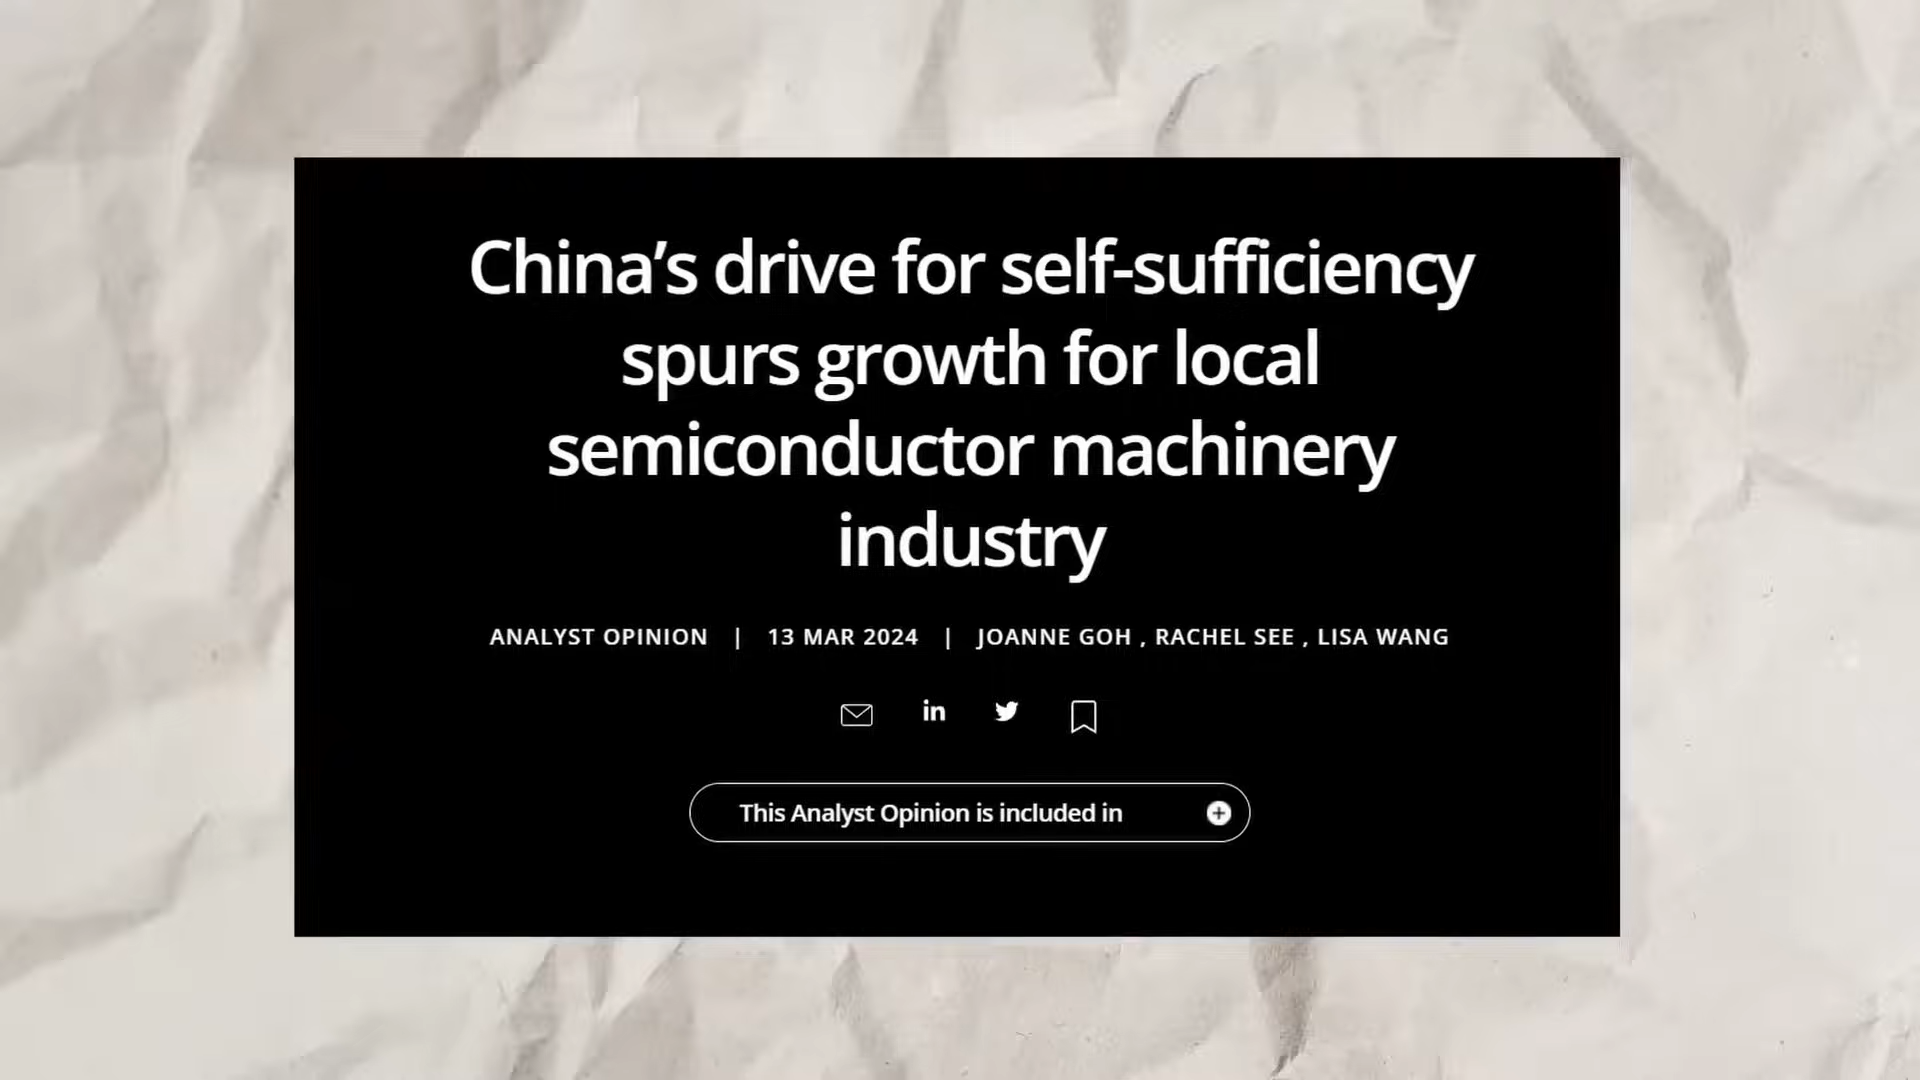 China’s drive for self-sufficiency
spurs growth for local
semiconductor machinery
industry
ANALYST OPINION | 13 MAR 2024 | JOANNE GOH , RACHEL SEE , LISA WANG
in
This Analyst Opinion is included in